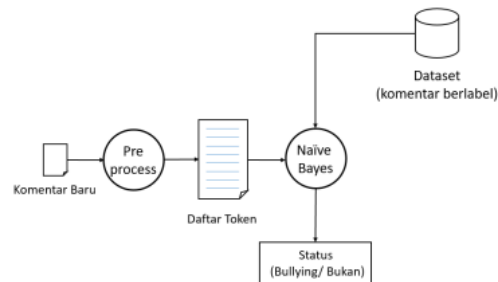 Dataset
(komentar berlabel)
Pre
process
Naïve
Bayes
Komentar Baru
Daftar Token
Status
(Bullying/ Bukan)